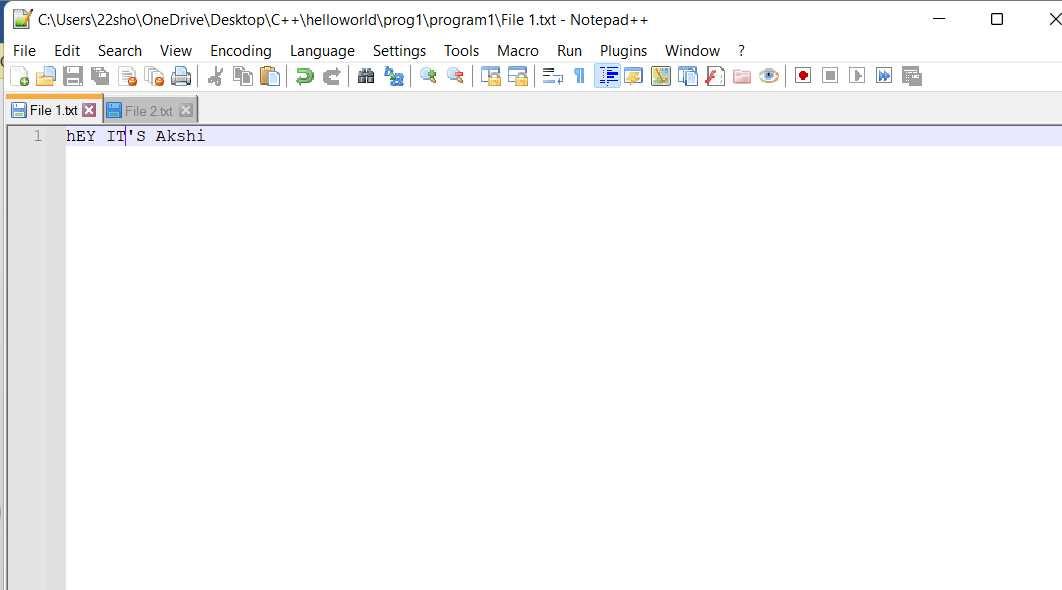 C:\Users\22sho\OneDrive\Desktop\C++\helloworld\prog1\program1\File 1.txt - Notepad++
File Edit Search View Encoding Language Settings Tools Macro Run Plugins Window ?
File 1.txt File 2.txt
1 hEY IT'S Akshi